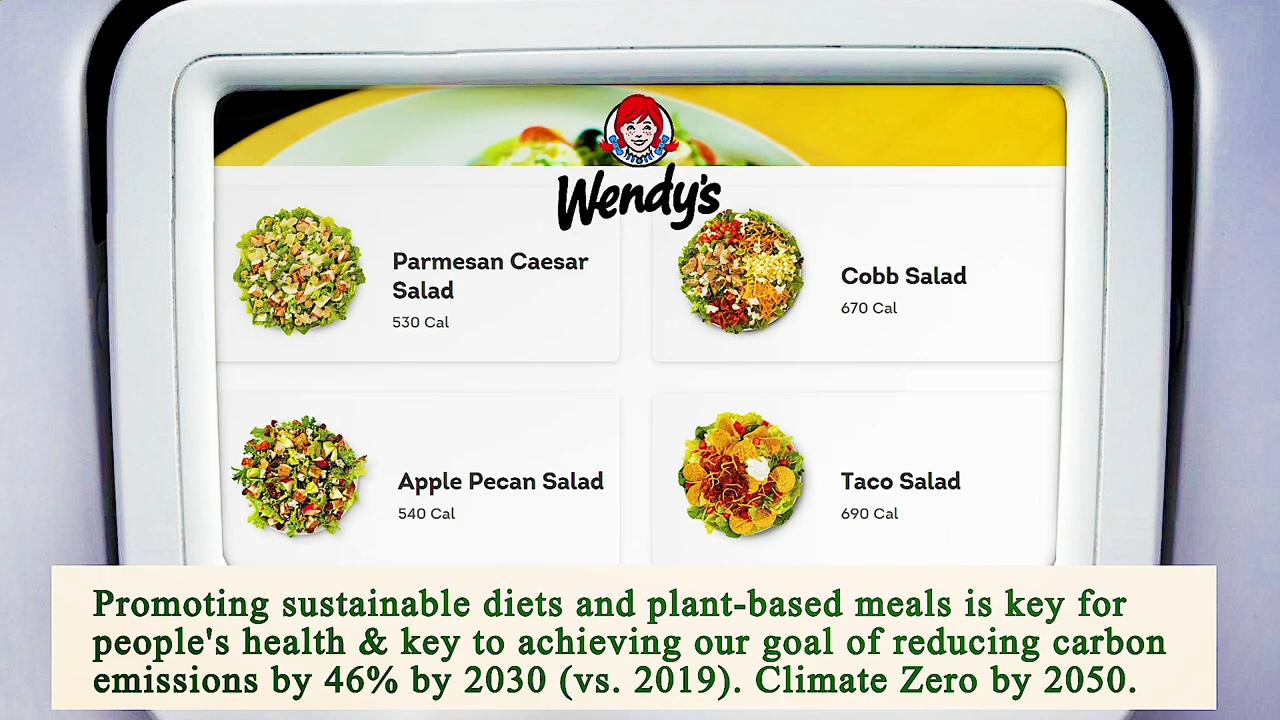 Wendy's
Parmesan Caesar
Salad
530 Cal
Cobb Salad
670 Cal
Apple Pecan Salad
540 Cal
Taco Salad
690 Cal
Promoting sustainable diets and plant-based meals is key for
people's health & key to achieving our goal of reducing carbon
emissions by 46% by 2030 (vs. 2019). Climate Zero by 2050.